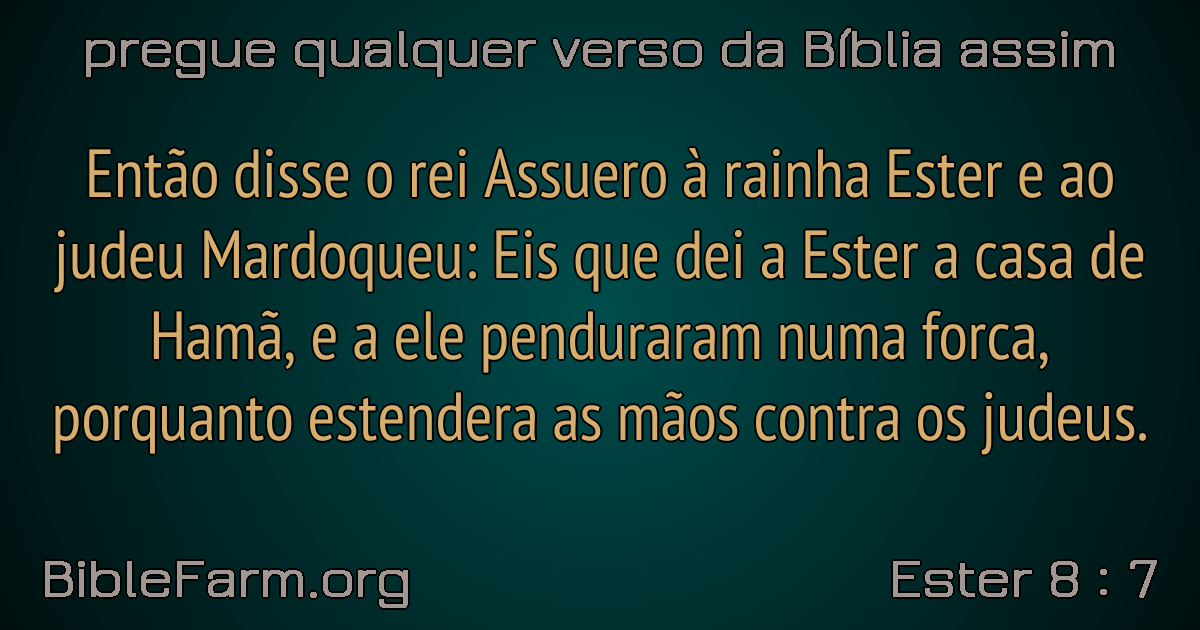 pregue qualquer verso da Bíblia assim
Então disse o rei Assuero à rainha Ester e ao
judeu Mardoqueu: Eis que dei a Ester a casa de
Hamã, e a ele penduraram numa forca,
porquanto estendera as mãos contra os judeus.
BibleFarm.org
Ester 8 : 7